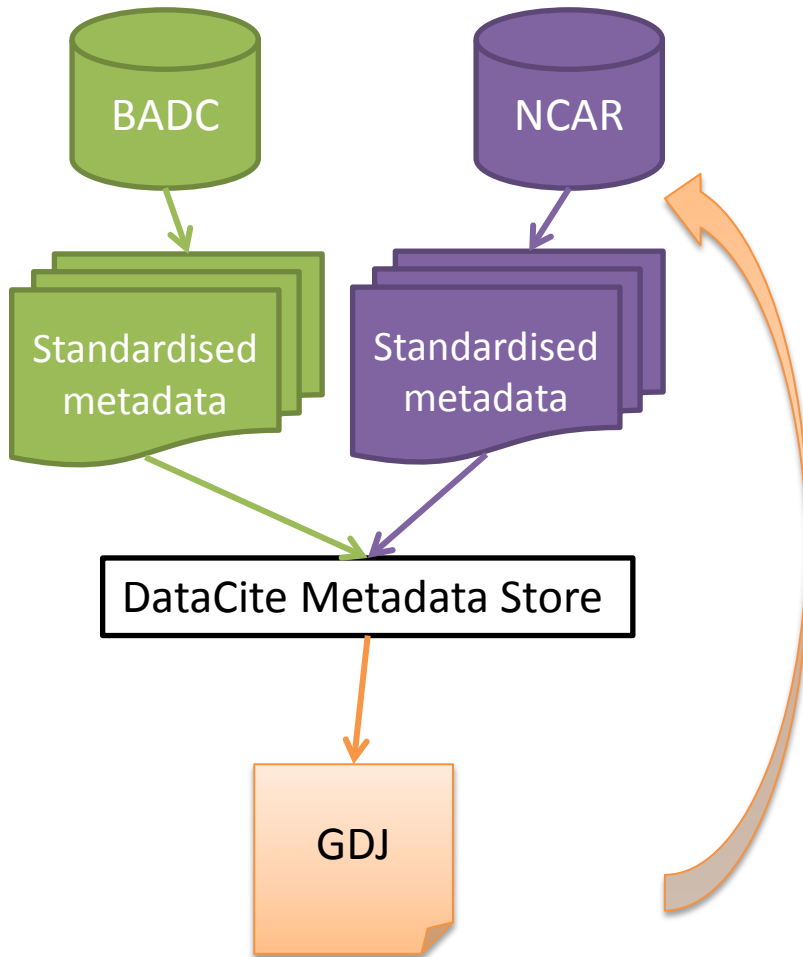 BADC
NCAR
Standardised
metadata
Standardised
metadata
DataCite Metadata Store
GDJ